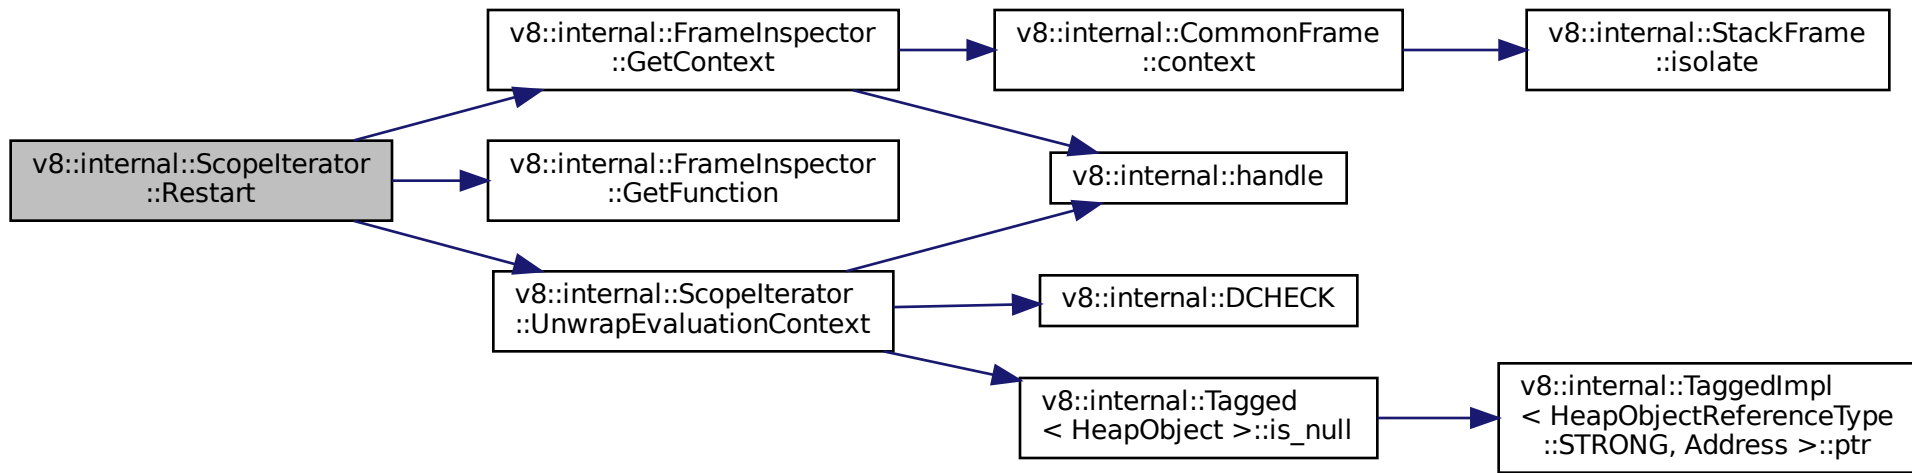 v8::internal::ScopeIterator
::Restart
v8::internal::FrameInspector
::GetContext
v8::internal::FrameInspector
::GetFunction
v8::internal::ScopeIterator
::UnwrapEvaluationContext
v8::internal::CommonFrame
::context
v8::internal::handle
v8::internal::DCHECK
v8::internal::Tagged
< HeapObject >::is_null
v8::internal::StackFrame
::isolate
v8::internal::TaggedImpl
< HeapObjectReferenceType
::STRONG, Address >::ptr